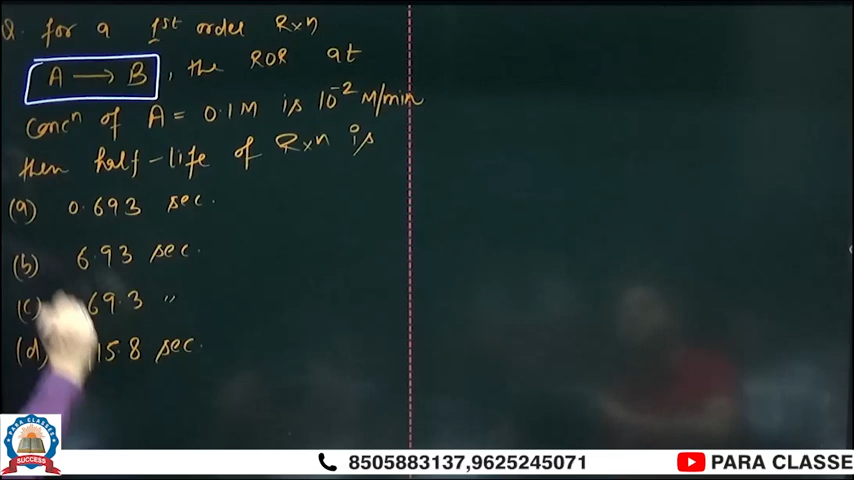 Q. for a 1st order Rxn
A → B, the ROR at
concn of A = 0.1M is 10-2 M/min
then half-life of Rxn is
(a) 0.693 sec.
(b) 6.93 sec.
(c) 69.3 "
(d) 15.8 sec.
PARA CLASSES
SUCCESS
8505883137,9625245071
PARA CLASSE